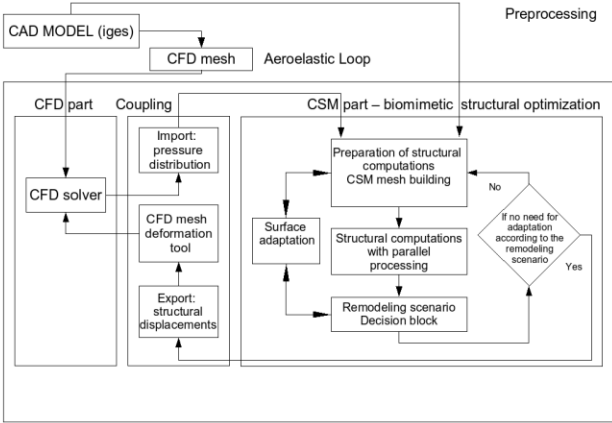 Preprocessing
CAD MODEL (iges)
CFD mesh
Aeroelastic Loop
CFD part
Coupling
CSM part – biomimetic structural optimization
Import:
pressure
distribution
CFD solver
CFD mesh
deformation
tool
Export:
structural
displacements
Preparation of structural
computations
CSM mesh building
Surface
adaptation
Structural computations
with parallel
processing
Remodeling scenario
Decision block
No
If no need for
adaptation
according to the
remodeling
scenario
Yes